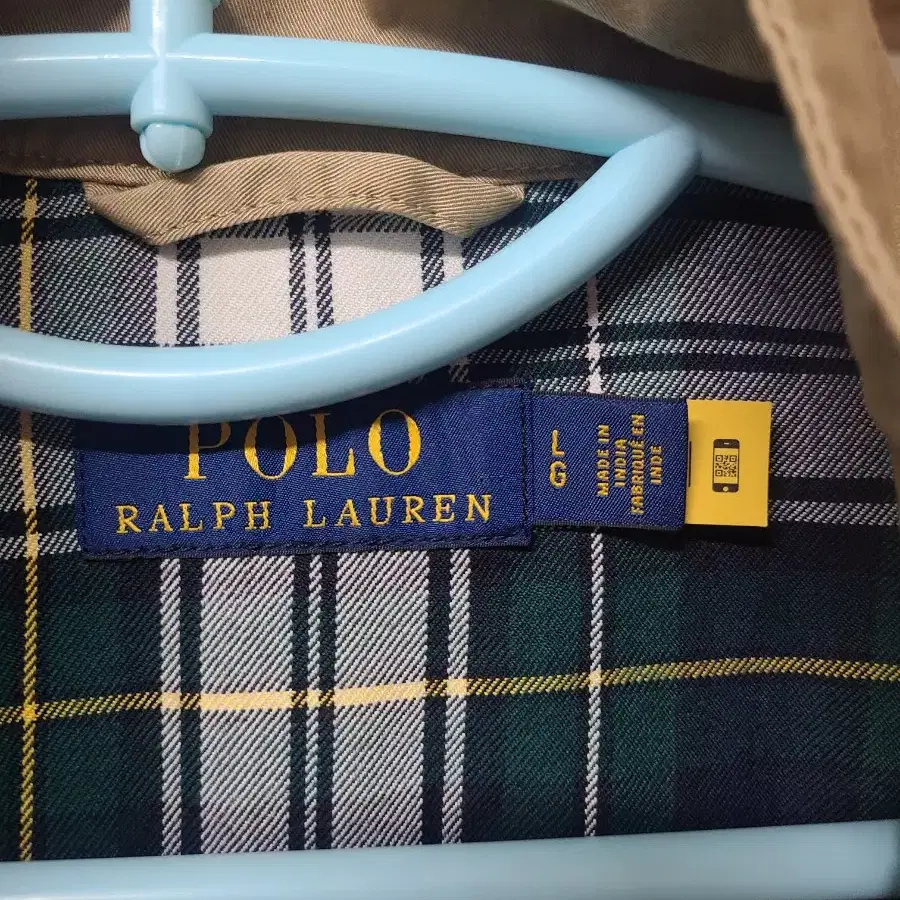 POLO
RALPH LAUREN
L
G
MADE IN
INDIA
FABRIQUÉ EN
INDE